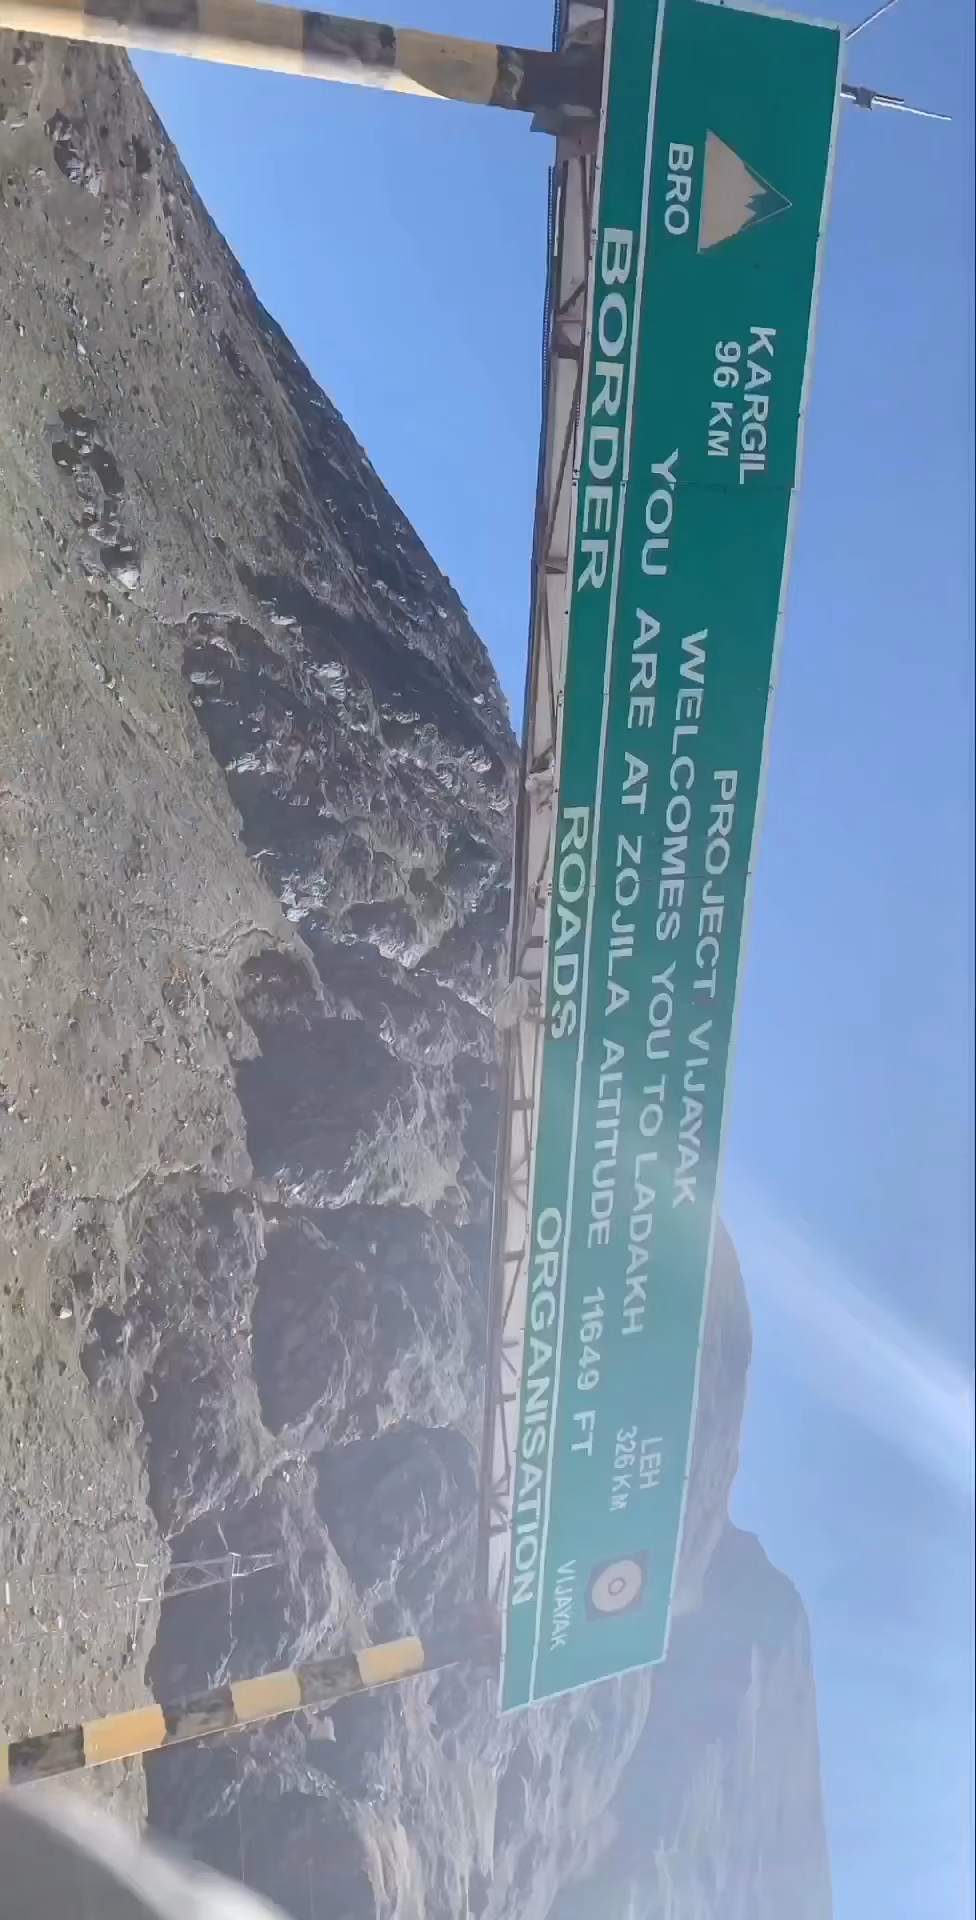 BRO
KARGIL
96 KM
PROJECT VIJAYAK
WELCOMES YOU TO LADAKH
YOU ARE AT ZOJILA ALTITUDE 11649 FT
LEH
326 KM
VIJAYAK
BORDER ROADS ORGANISATION